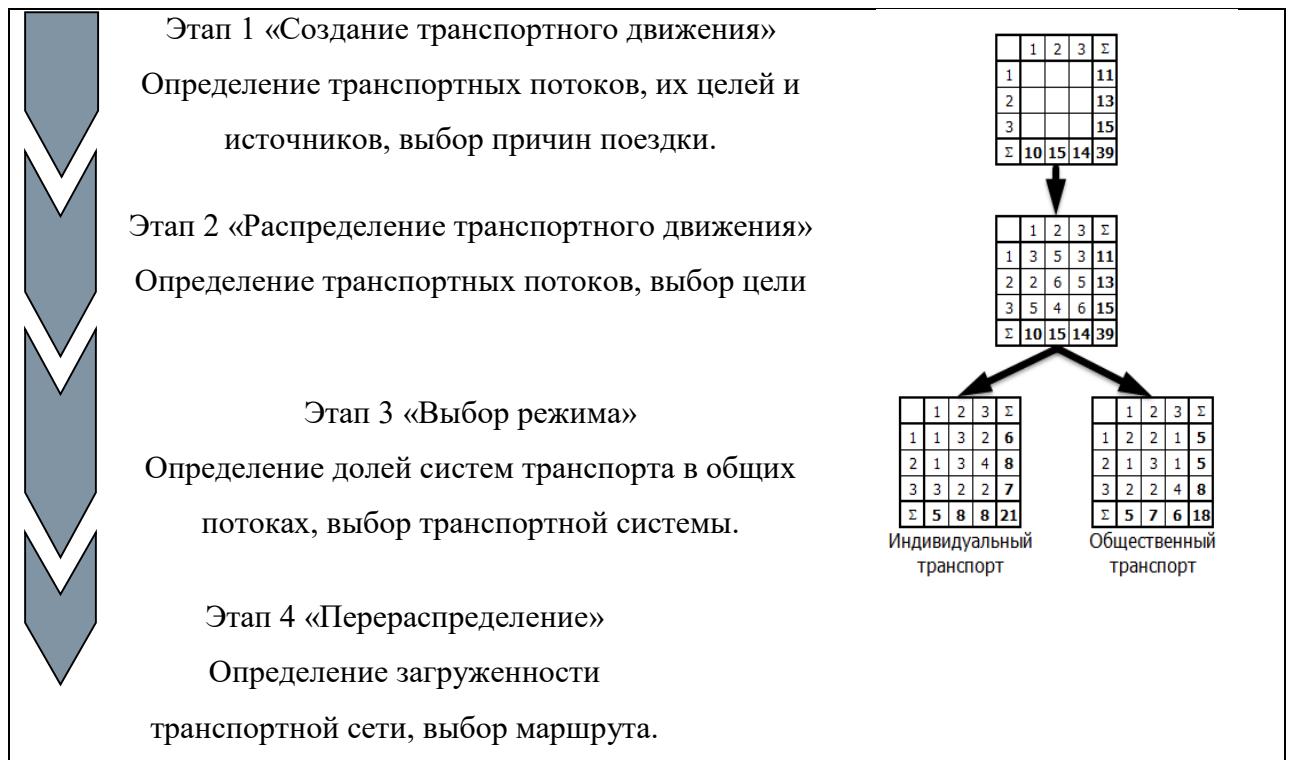 Этап 1 «Создание транспортного движения»
Определение транспортных потоков, их целей и
источников, выбор причин поездки.
1 2 3 Σ
1 11
2 13
3 15
Σ 10 15 14 39
Этап 2 «Распределение транспортного движения»
Определение транспортных потоков, выбор цели
1 2 3 Σ
1 3 5 3 11
2 2 6 5 13
3 5 4 6 15
Σ 10 15 14 39
Этап 3 «Выбор режима»
Определение долей систем транспорта в общих
потоках, выбор транспортной системы.
1 2 3 Σ
1 1 3 2 6
2 1 3 4 8
3 3 2 2 7
Σ 5 8 8 21
Индивидуальный
транспорт
1 2 3 Σ
1 2 2 1 5
2 1 3 1 5
3 2 2 4 8
Σ 5 7 6 18
Общественный
транспорт
Этап 4 «Перераспределение»
Определение загруженности
транспортной сети, выбор маршрута.